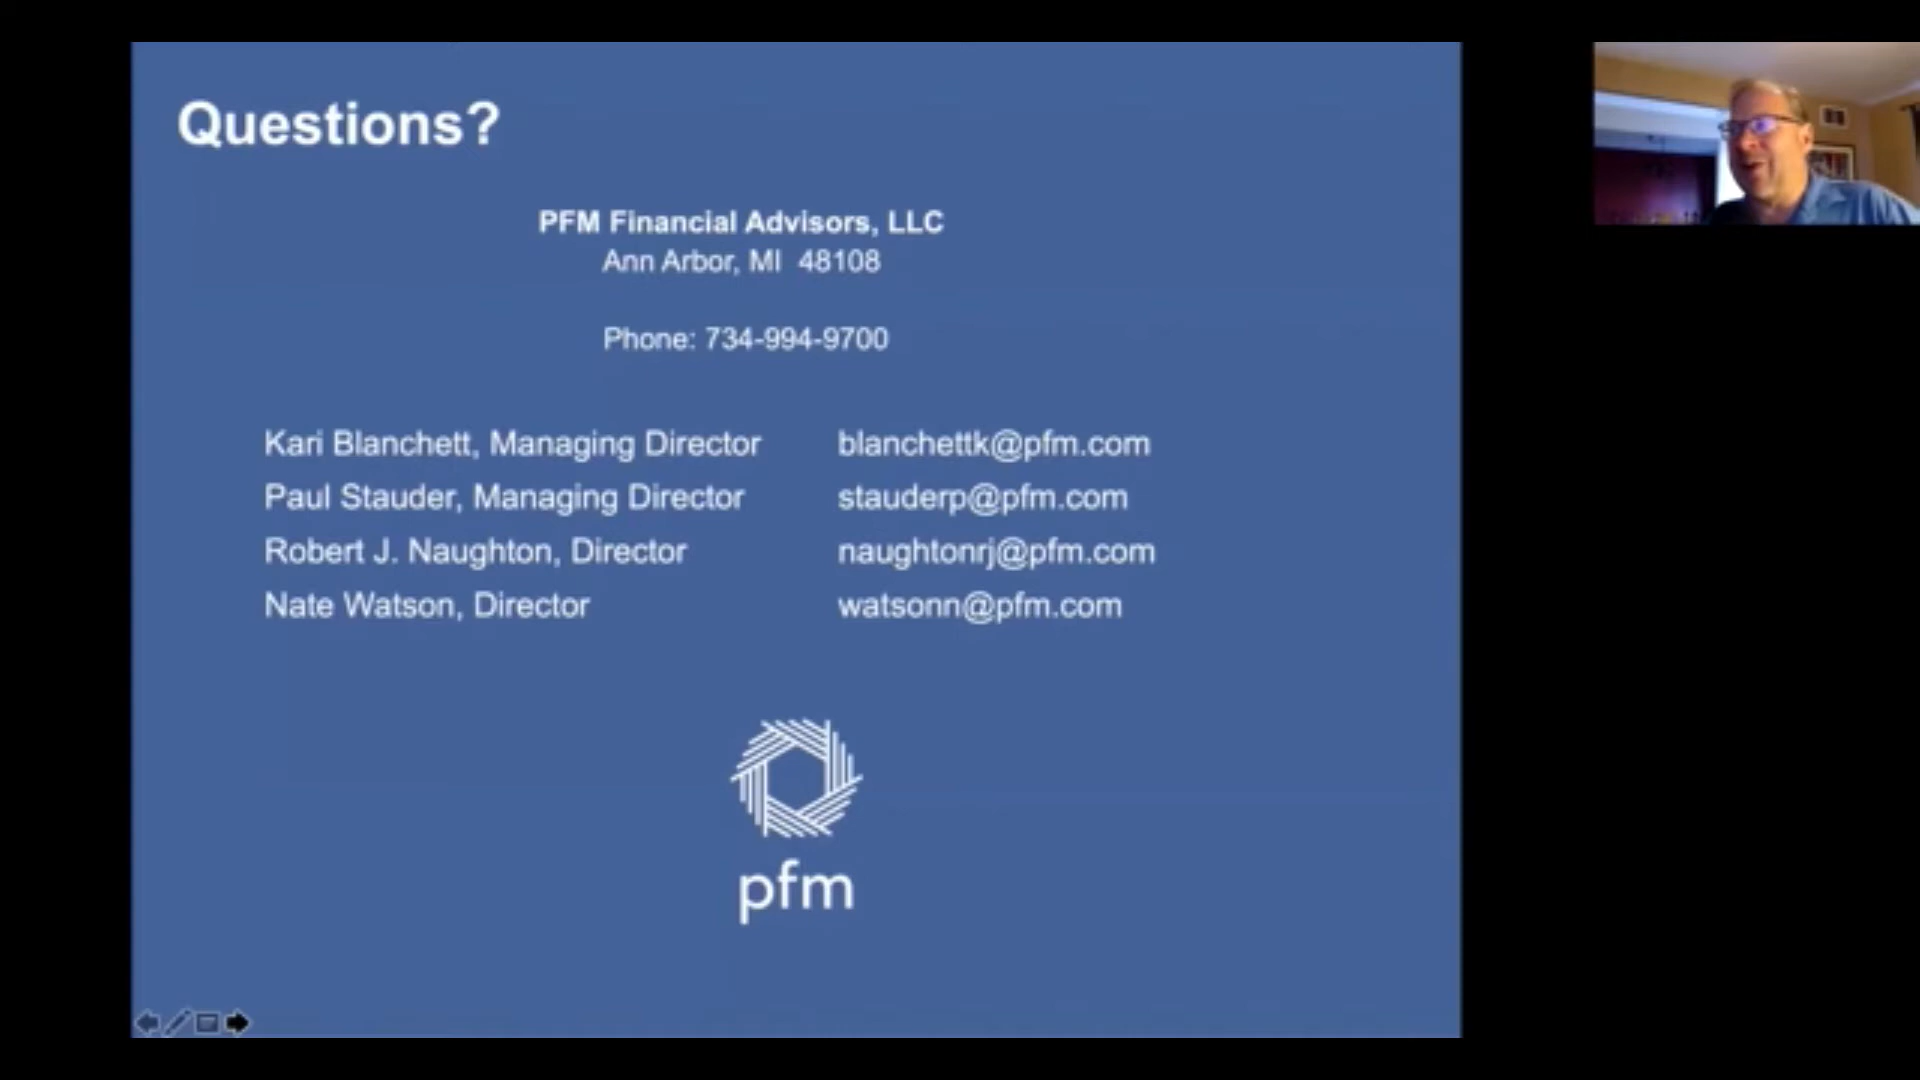 Questions?
PFM Financial Advisors, LLC
Ann Arbor, MI 48108
Phone: 734-994-9700
Kari Blanchett, Managing Director blanchettk@pfm.com
Paul Stauder, Managing Director stauderp@pfm.com
Robert J. Naughton, Director naughtonrj@pfm.com
Nate Watson, Director watsonn@pfm.com
pfm